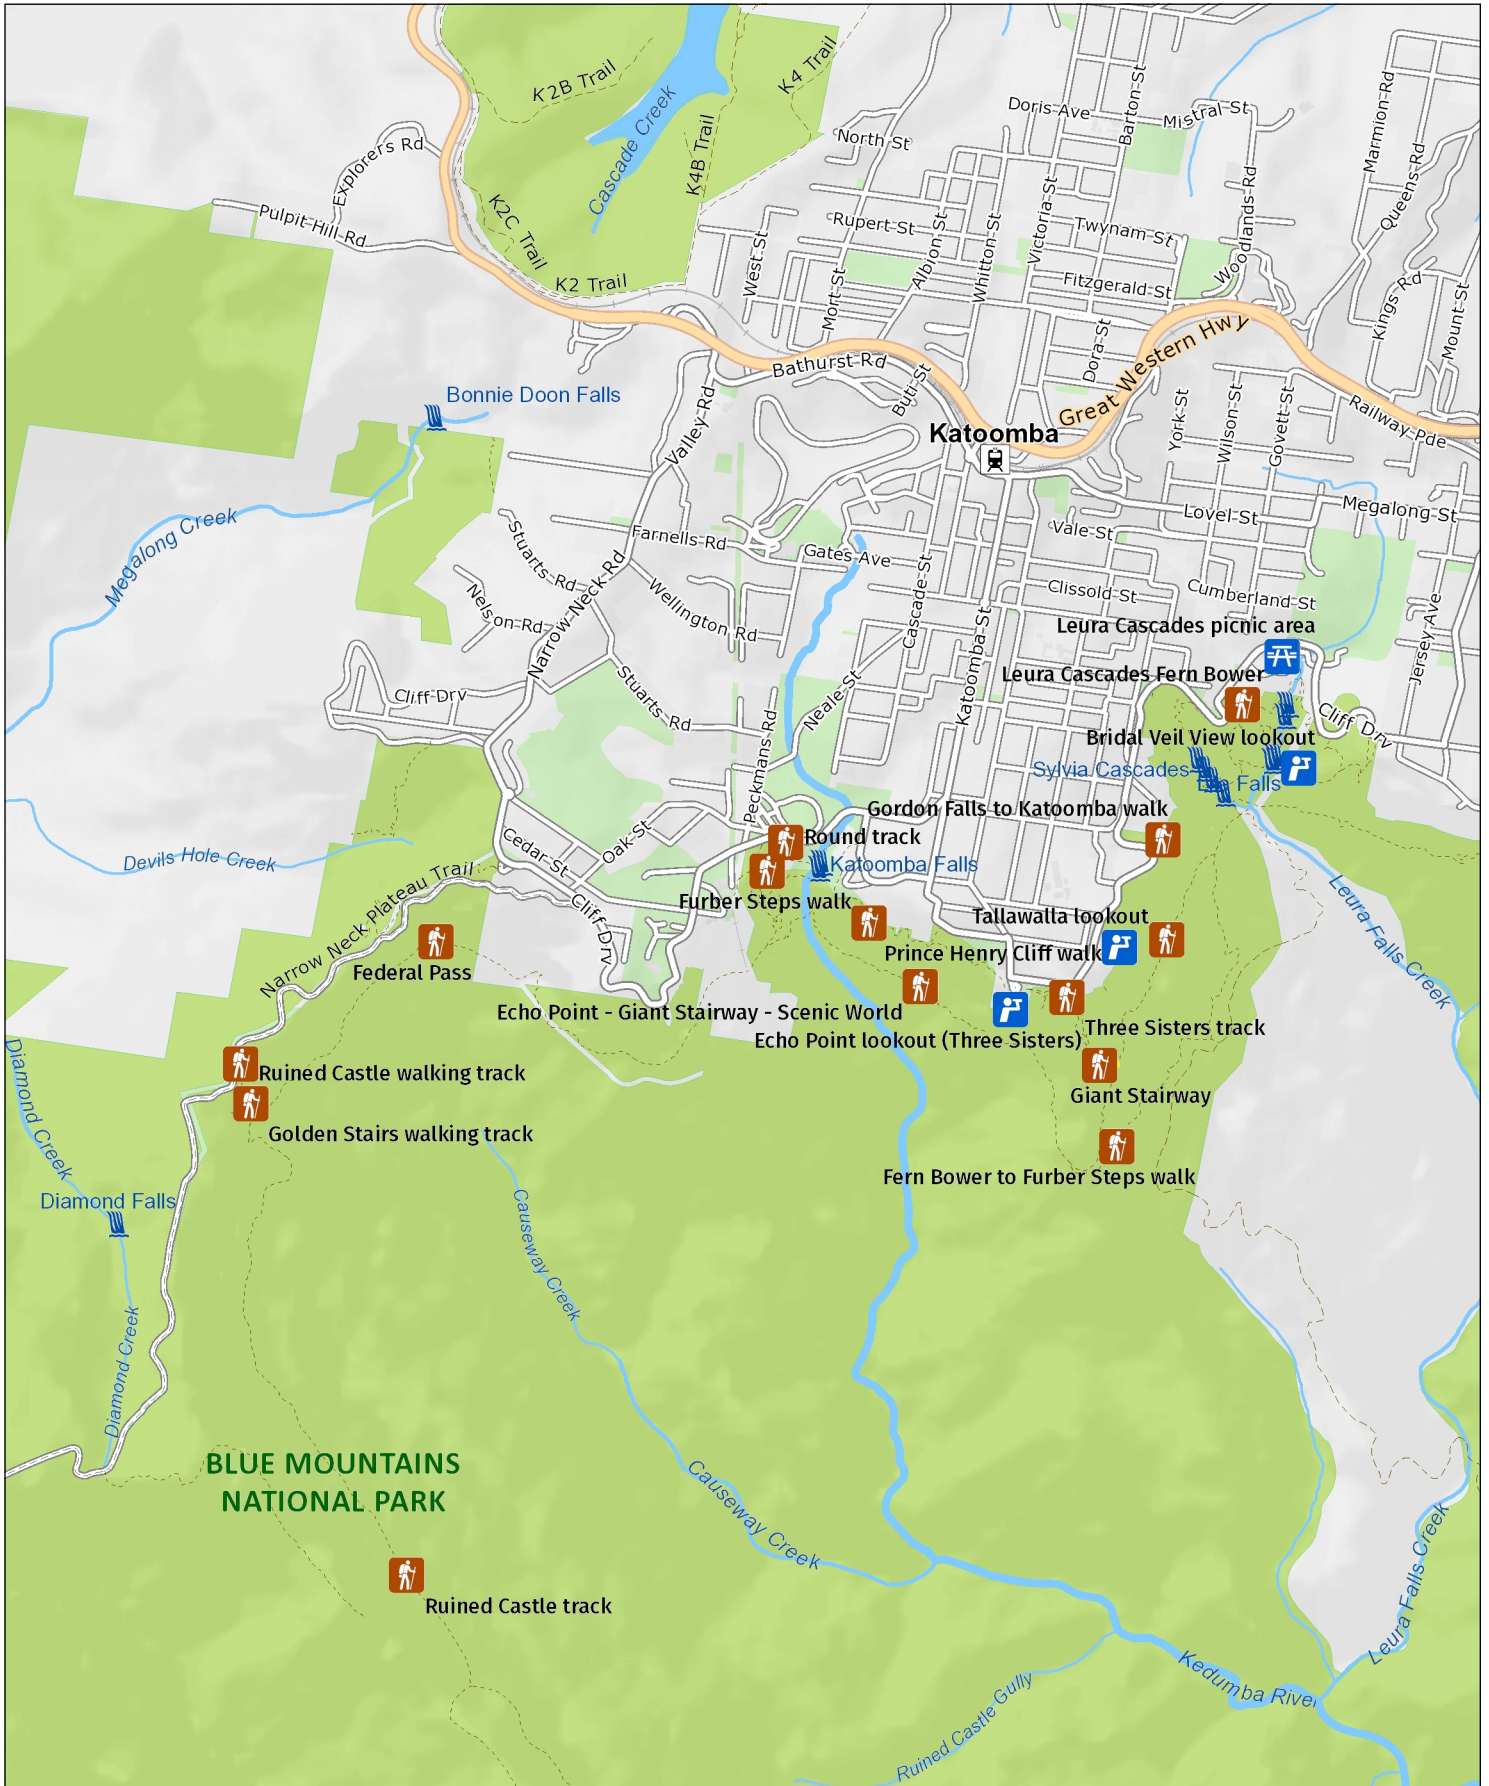 K2B Trail
K4 Trail
Cascade Creek
K4B Trail
Doris Ave
Barton St
Mistral St
Marmion Rd
Queens Rd
North St
Explorers Rd
Pulpit Hill Rd
K2C Trail
K2 Trail
West St
Rupert St
Albion St
Whitton St
Victoria St
Twynam St
Woodlands Rd
Fitzgerald St
Mort St
Kings Rd
Mount St
Dora St
Great Western Hwy
Bathurst Rd
Buti St
Bonnie Doon Falls
Valley Rd
Katoomba
York St
Wilson St
Govett St
Railway Pde
Megalong Creek
Stuarts Rd
Farnells Rd
Gates Ave
Vale St
Lovel St
Megalong St
Nelson Rd
Narrow Neck Rd
Wellington Rd
Cascade St
Clissold St
Cumberland St
Jersey Ave
Leura Cascades picnic area
Leura Cascades Fern Bower
Cliff Drv
Stuarts Rd
Neale St
Katoomba St
Peckmans Rd
Cliff Drv
Bridal Veil View lookout
Sylvia Cascades
Falls
Gordon Falls to Katoomba walk
Round track
Katoomba Falls
Devils Hole Creek
Cedar St
Oak St
Furber Steps walk
Narrow Neck Plateau Trail
Cliff Drv
Leura Falls Creek
Tallawalla lookout
Prince Henry Cliff walk
Federal Pass
Echo Point - Giant Stairway - Scenic World
Echo Point lookout (Three Sisters)
Three Sisters track
Diamond Creek
Ruined Castle walking track
Giant Stairway
Golden Stairs walking track
Fern Bower to Furber Steps walk
Diamond Falls
Causeway Creek
Diamond Creek
BLUE MOUNTAINS
NATIONAL PARK
Causeway Creek
Leura Falls Creek
Ruined Castle track
Kedumba River
Ruined Castle Gully